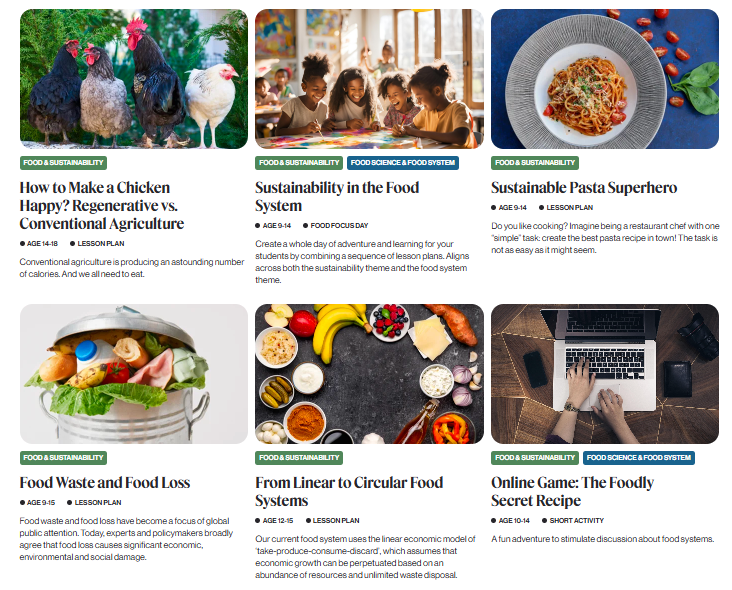 FOOD & SUSTAINABILITY
How to Make a Chicken
Happy? Regenerative vs.
Conventional Agriculture
AGE 14-18 LESSON PLAN
Conventional agriculture is producing an astounding number
of calories. And we all need to eat.
FOOD & SUSTAINABILITY FOOD SCIENCE & FOOD SYSTEM
Sustainability in the Food
System
AGE 9-14 FOOD FOCUS DAY
Create a whole day of adventure and learning for your
students by combining a sequence of lesson plans. Aligns
across both the sustainability theme and the food system
theme.
FOOD & SUSTAINABILITY
Sustainable Pasta Superhero
AGE 9-14 LESSON PLAN
Do you like cooking? Imagine being a restaurant chef with one
"simple" task: create the best pasta recipe in town! The task is
not as easy as it might seem.
FOOD & SUSTAINABILITY
Food Waste and Food Loss
AGE 9-15 LESSON PLAN
Food waste and food loss have become a focus of global
public attention. Today, experts and policymakers broadly
agree that food loss causes significant economic,
environmental and social damage.
FOOD & SUSTAINABILITY
From Linear to Circular Food
Systems
AGE 12-15 LESSON PLAN
Our current food system uses the linear economic model of
'take-produce-consume-discard', which assumes that
economic growth can be perpetuated based on an
abundance of resources and unlimited waste disposal.
FOOD & SUSTAINABILITY FOOD SCIENCE & FOOD SYSTEM
Online Game: The Foodly
Secret Recipe
AGE 10-14 SHORT ACTIVITY
A fun adventure to stimulate discussion about food systems.